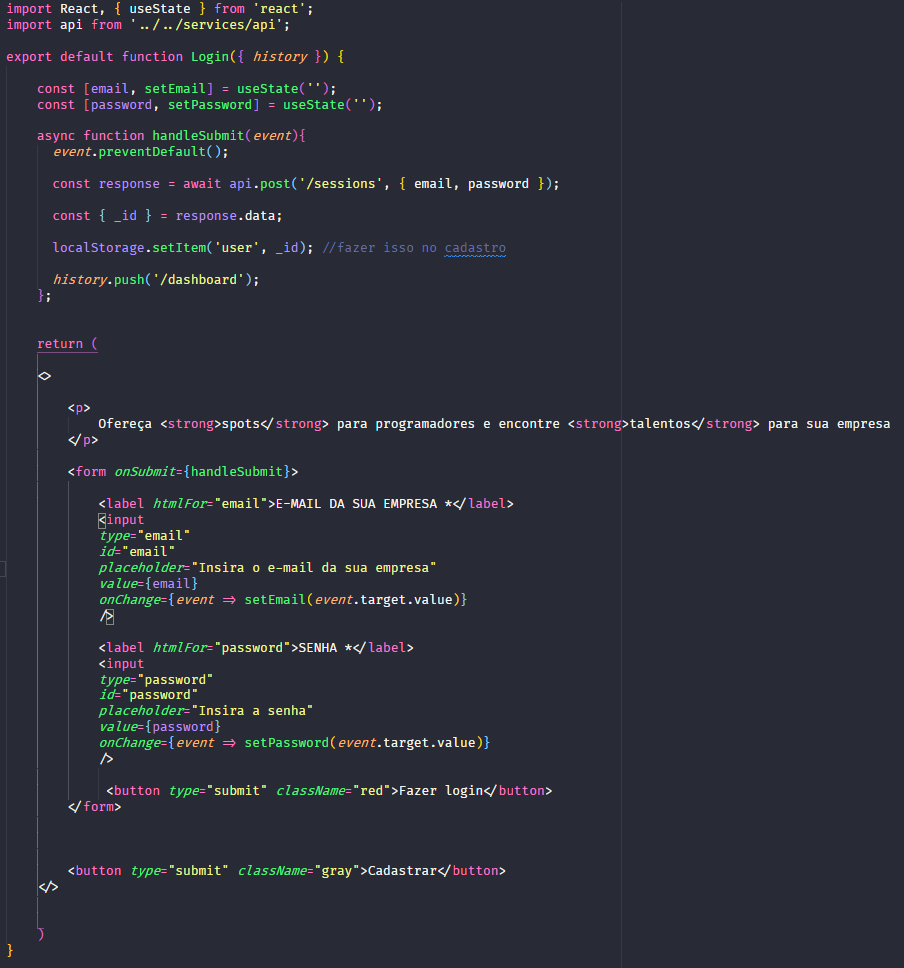 import React, { useState } from 'react';
import api from '../../services/api';
export default function Login({ history }) {
const [email, setEmail] = useState('');
const [password, setPassword] = useState('');
async function handleSubmit(event){
event.preventDefault();
const response = await api.post('/sessions', { email, password });
const { _id } = response.data;
localStorage.setItem('user', _id); //fazer isso no cadastro
history.push('/dashboard');
};
return (
<>
<p>
Ofereça <strong>spots</strong> para programadores e encontre <strong>talentos</strong> para sua empresa
</p>
<form onSubmit={handleSubmit}>
<label htmlFor="email">E-MAIL DA SUA EMPRESA *</label>
<input
type="email"
id="email"
placeholder="Insira o e-mail da sua empresa"
value={email}
onChange={event => setEmail(event.target.value)}
/>
<label htmlFor="password">SENHA *</label>
<input
type="password"
id="password"
placeholder="Insira a senha"
value={password}
onChange={event => setPassword(event.target.value)}
/>
<button type="submit" className="red">Fazer login</button>
</form>
<button type="submit" className="gray">Cadastrar</button>
</>
)
}